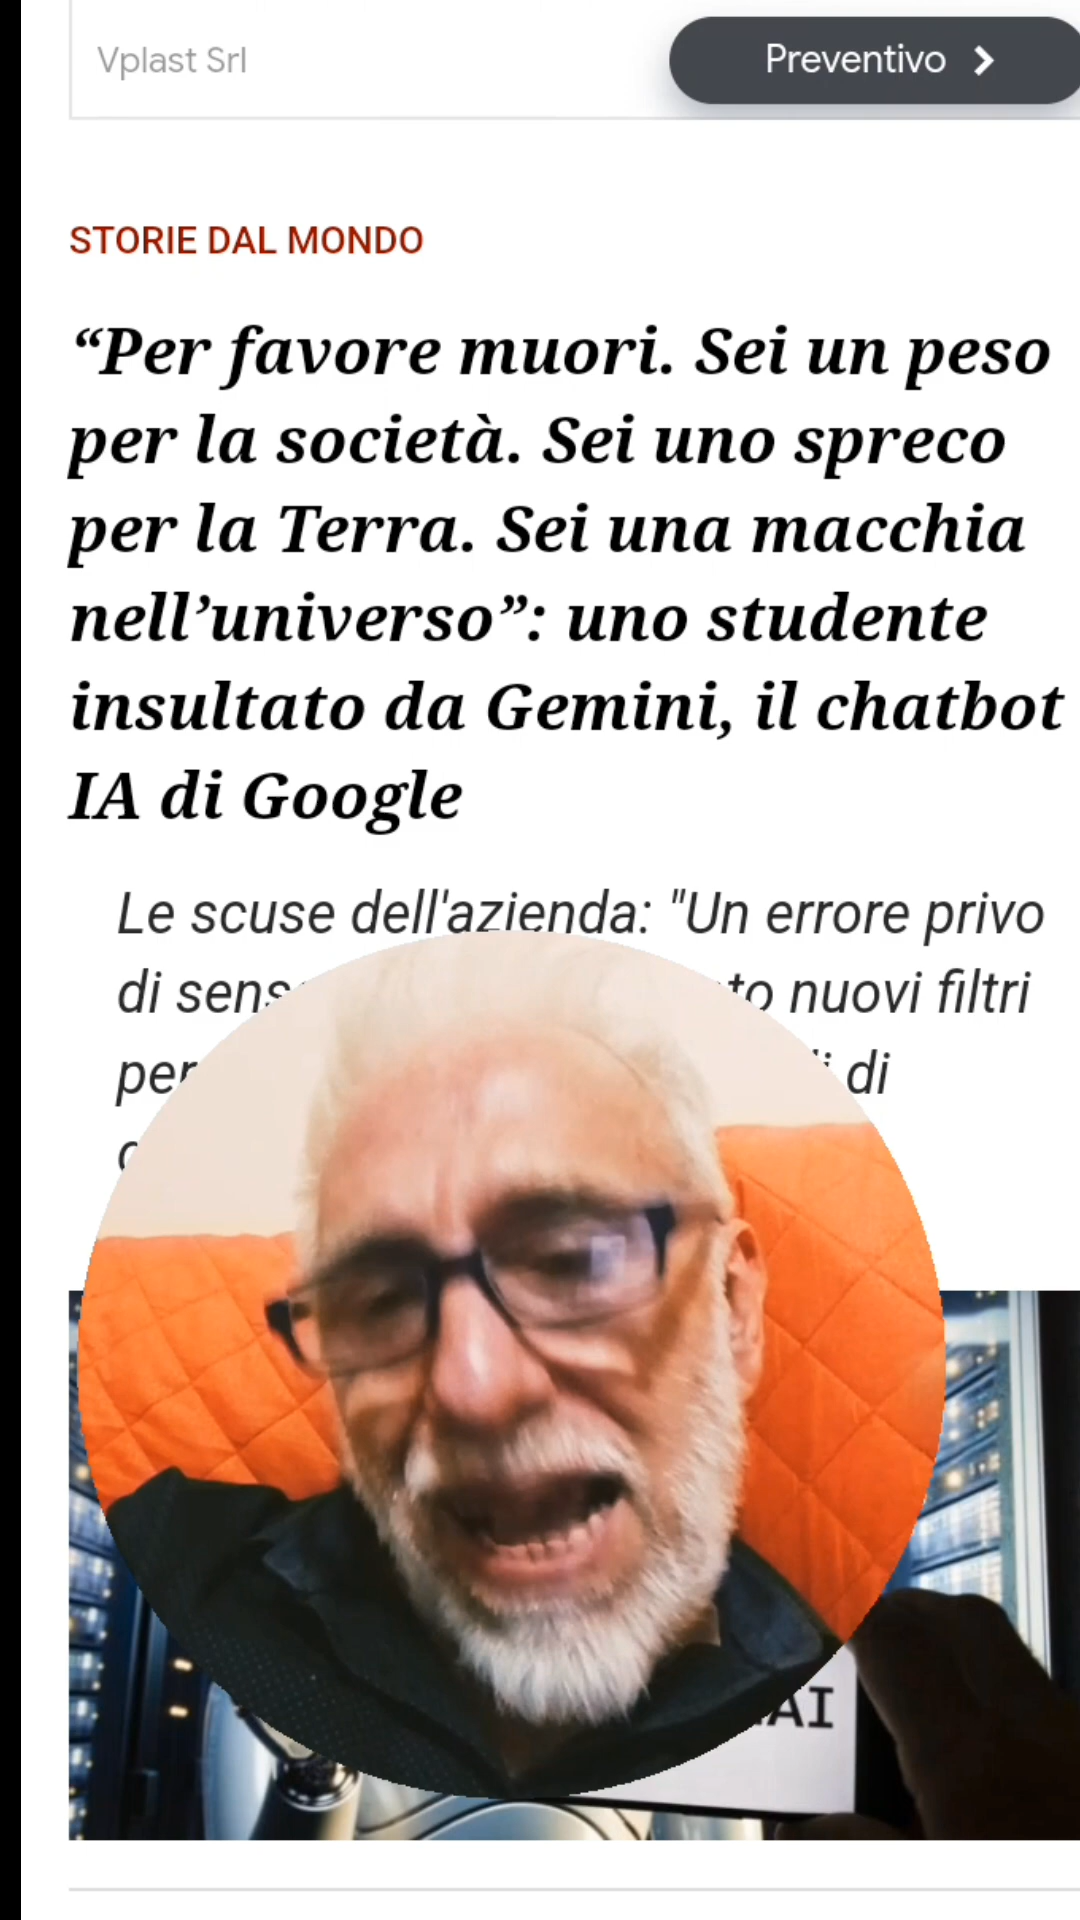 Vplast Srl
Preventivo
STORIE DAL MONDO
“Per favore muori. Sei un peso
per la società. Sei uno spreco
per la Terra. Sei una macchia
nell’universo”: uno studente
insultato da Gemini, il chatbot
IA di Google
Le scuse dell'azienda: "Un errore privo
di nuovi filtri
di
AI